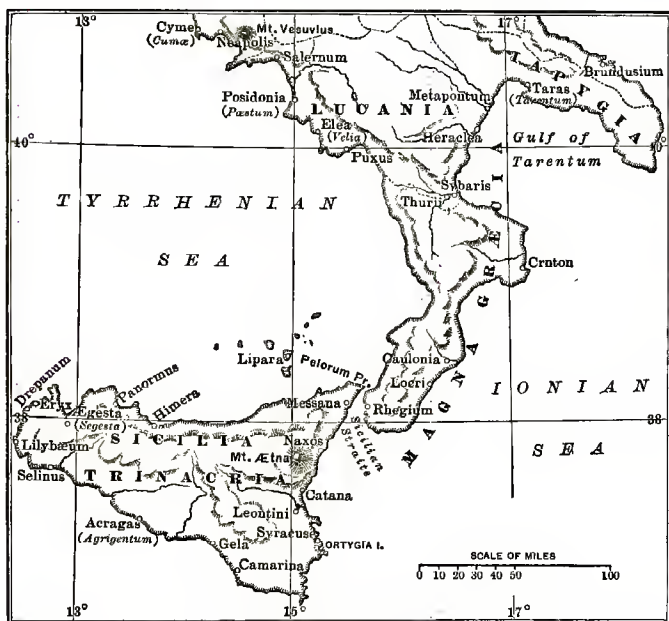 13° 17°
Cyme
(Cumæ)
Mt. Vesuvius
Neapolis
Salernum
Posidonia
(Pæstum)
LUCANIA
Metapontum
IAPYGIA
Brundusium
Taras
(Tarentum)
Elea
(Velia)
Heraclea
Gulf of
Tarentum
40° 40
Puxus
TYRRHENIAN
SEA
Sybaris
Thurii
MAGNA GRÆCIA
Crnton
Lipara
Pelorum Pr.
Caulonia
Locri
IONIAN
SEA
Drepanum
Eryx
Ægesta
(Segesta)
Panormus
Himera
Messana
Rhegium
Sicilian
Straits
38 38
Lilybæum
SICILIA
Naxos
Mt. Ætna
Selinus
TRINACRIA
Catana
Acragas
(Agrigentum)
Leontini
Syracuse
ORTYGIA I.
Gela
Camarina
SCALE OF MILES
0 10 20 30 40 50 100
13° 15° 17°